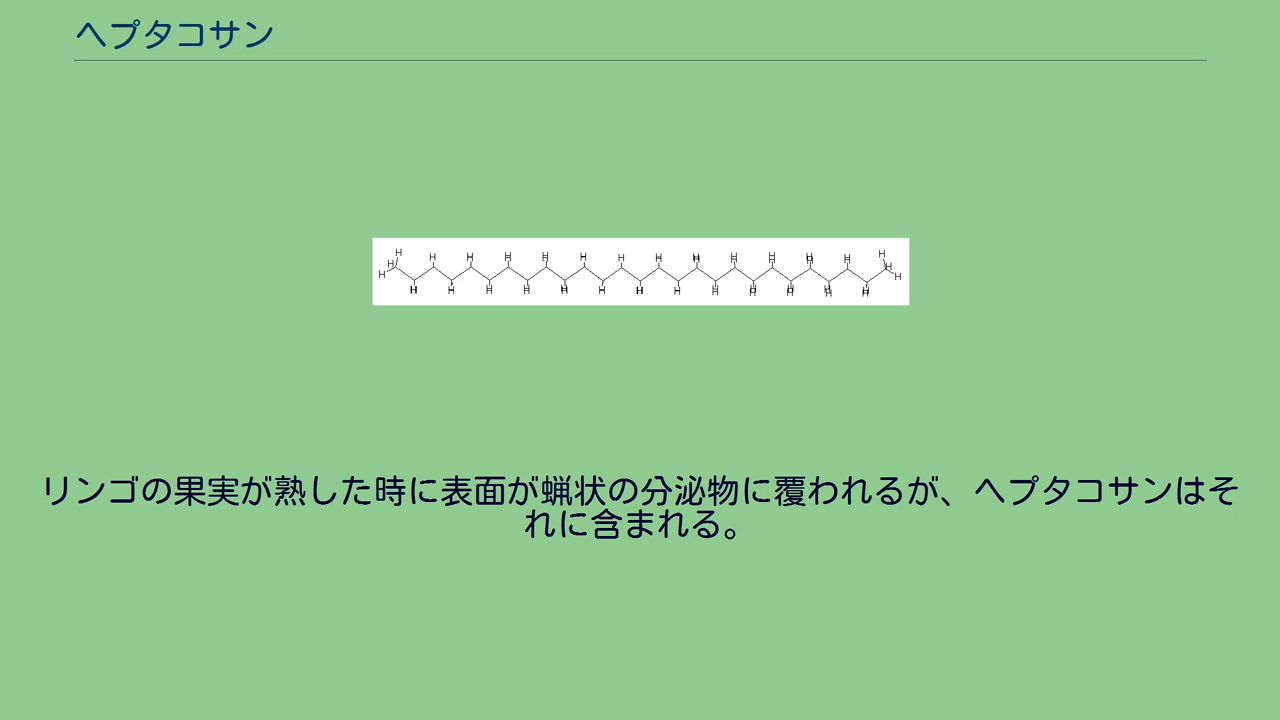 ヘプタコサン
リンゴの果実が熟した時に表面が蝋状の分泌物に覆われるが、ヘプタコサンはそ
れに含まれる。